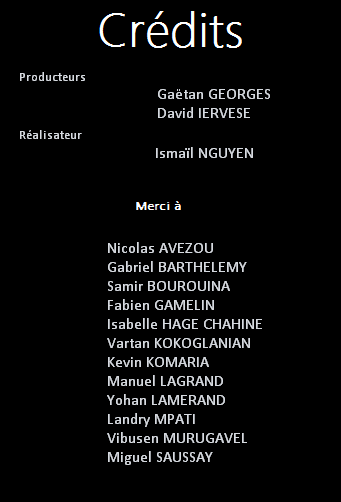 Crédits
Producteurs
Gaëtan GEORGES
David IERVESE
Réalisateur
Ismaïl NGUYEN
Merci à
Nicolas AVEZOU
Gabriel BARTHELEMY
Samir BOUROUINA
Fabien GAMELIN
Isabelle HAGE CHAHINE
Vartan KOKOGLANIAN
Kevin KOMARIA
Manuel LAGRAND
Yohan LAMERAND
Landry MPATI
Vibusen MURUGAVEL
Miguel SAUSSAY